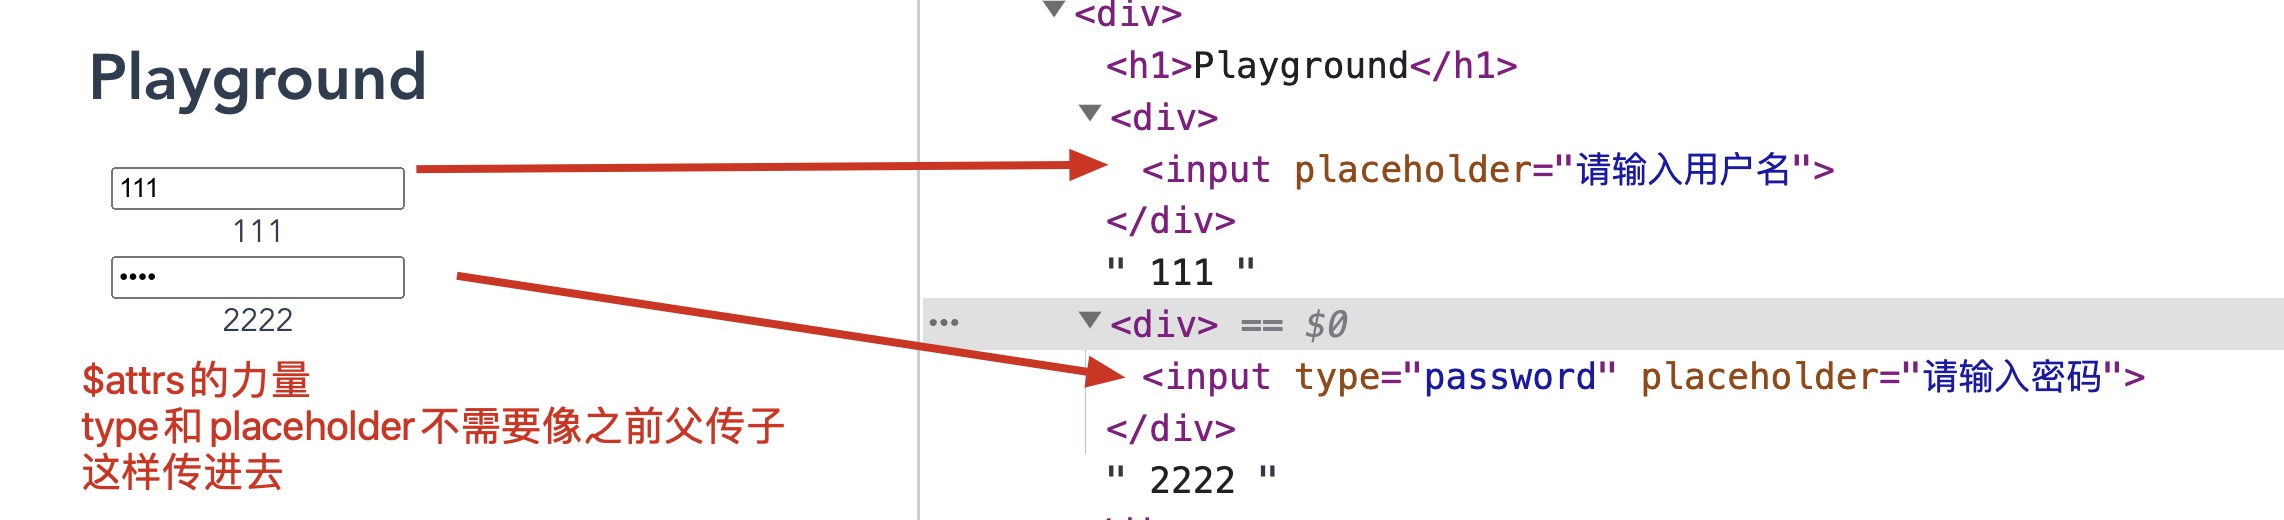 Playground
111
111
••••
2222
$attrs的力量
type和placeholder不需要像之前父传子
这样传进去
<div>
<h1>Playground</h1>
<div>
<input placeholder="请输入用户名">
</div>
" 111 "
<div> == $0
<input type="password" placeholder="请输入密码">
</div>
" 2222 "